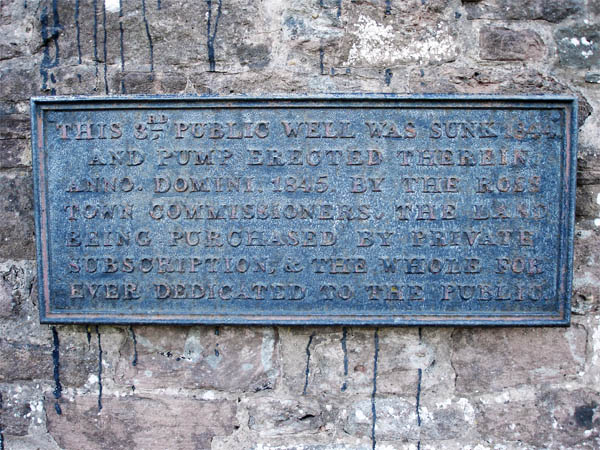 THIS 3RD PUBLIC WELL WAS SUNK 1844
AND PUMP ERECTED THEREIN
ANNO. DOMINI. 1845. BY THE ROSS
TOWN COMMISSIONERS. THE LAND
BEING PURCHASED BY PRIVATE
SUBSCRIPTION, & THE WHOLE FOR
EVER DEDICATED TO THE PUBLIC